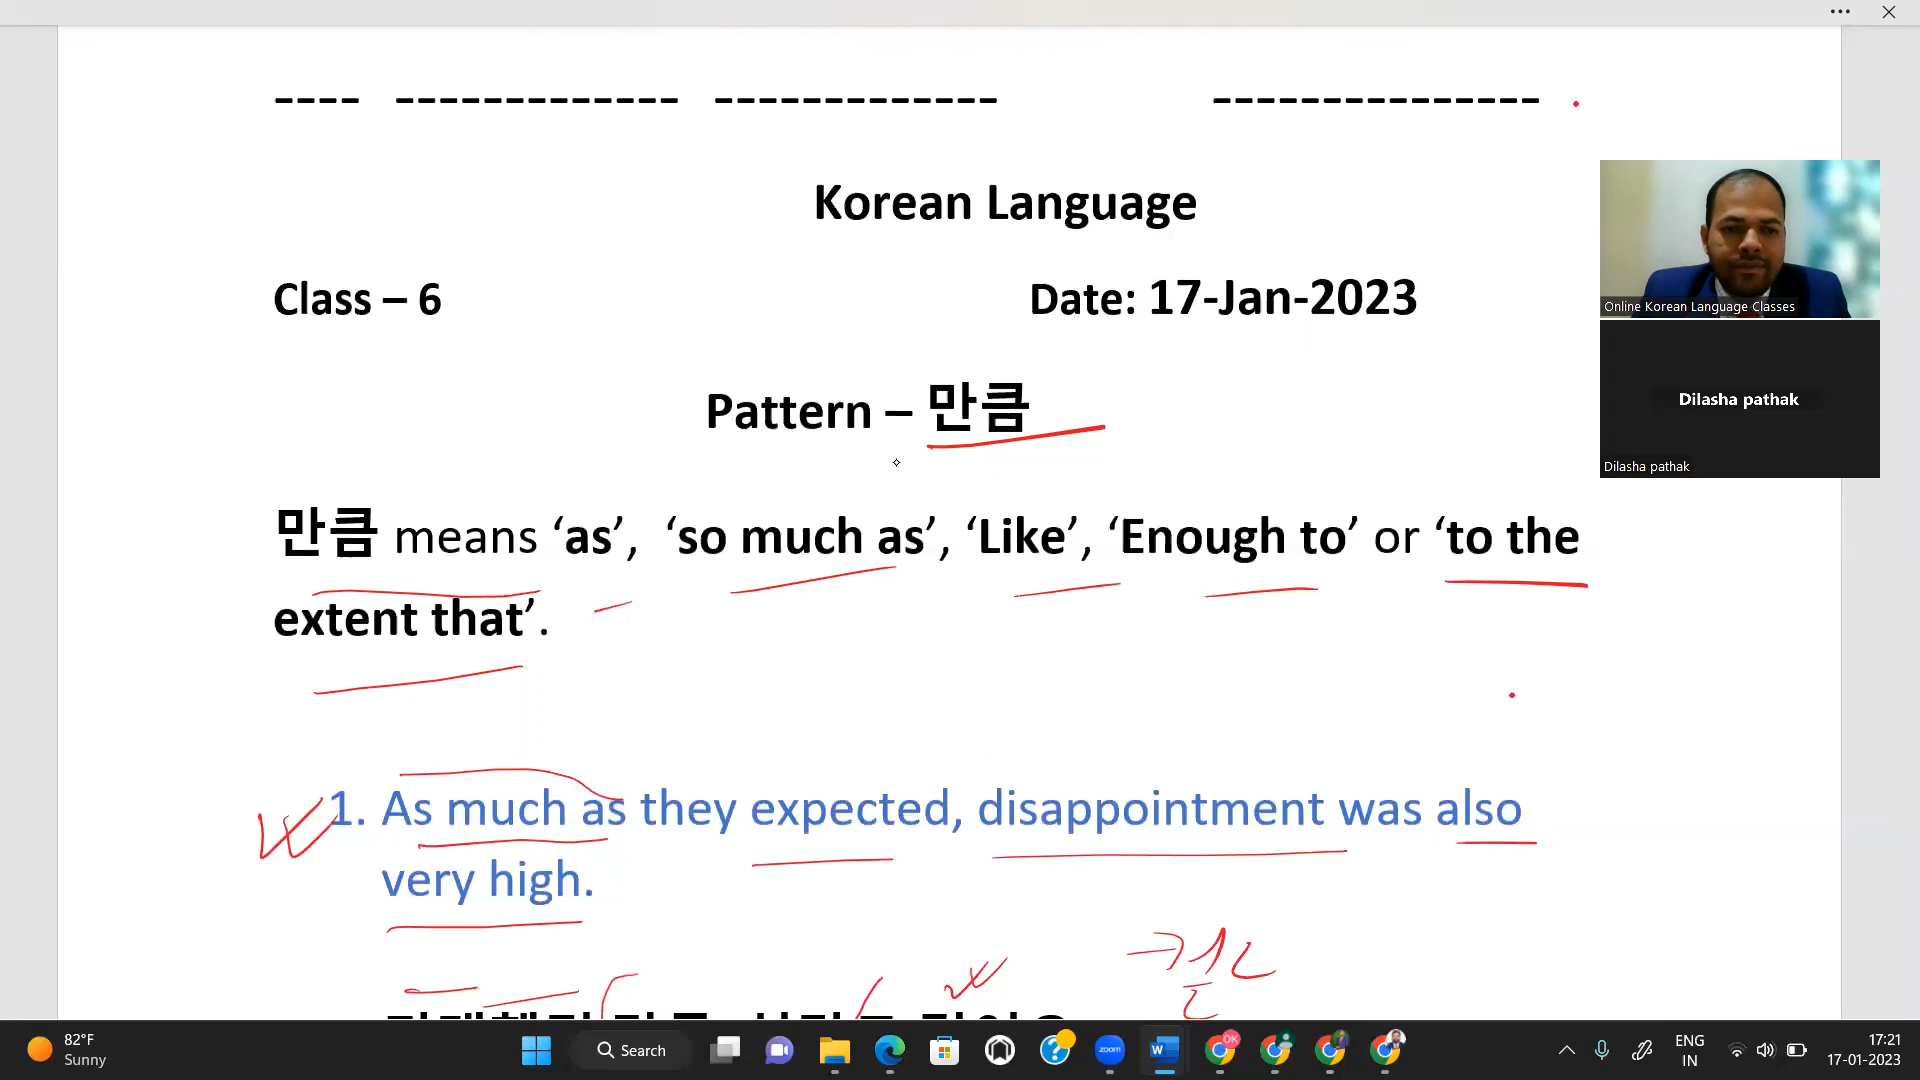 ---- ------------- ------------- ---------------
Korean Language
Class – 6 Date: 17-Jan-2023
Pattern – 만큼
만큼 means ‘as’, ‘so much as’, ‘Like’, ‘Enough to’ or ‘to the
extent that’.
1. As much as they expected, disappointment was also
very high.
Online Korean Language Classes
Dilasha pathak
Dilasha pathak
82°F
Sunny
Search
zoom
W
DK
ENG
IN
17:21
17-01-2023